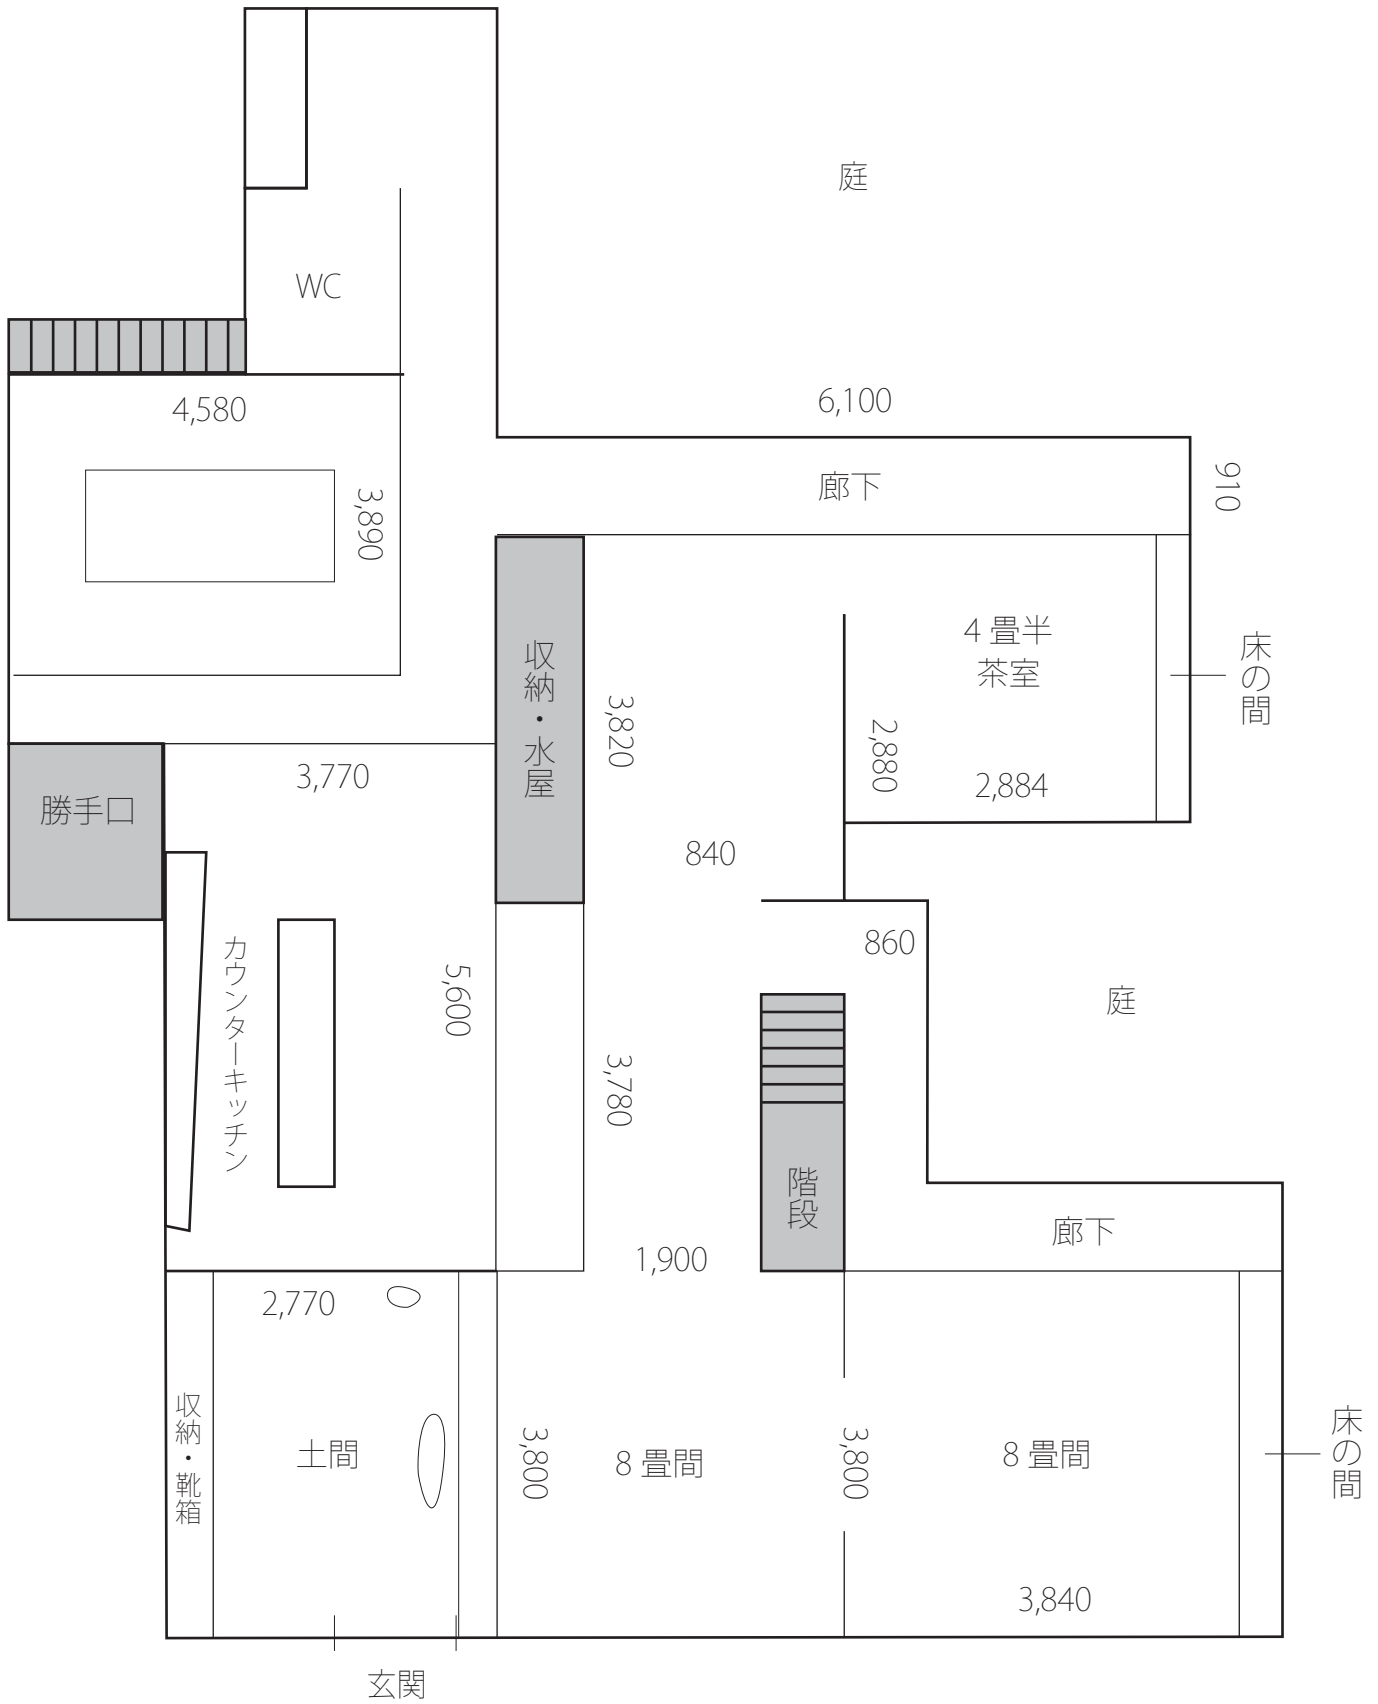 庭
WC
4,580
6,100
3,890
廊下
910
4 畳半
茶室
床の間
収納・水屋
3,820
2,880
2,884
3,770
勝手口
840
860
カウンターキッチン
5,600
庭
3,780
階段
1,900
廊下
2,770
収納・靴箱
土間
3,800
8 畳間
3,800
8 畳間
床の間
3,840
玄関